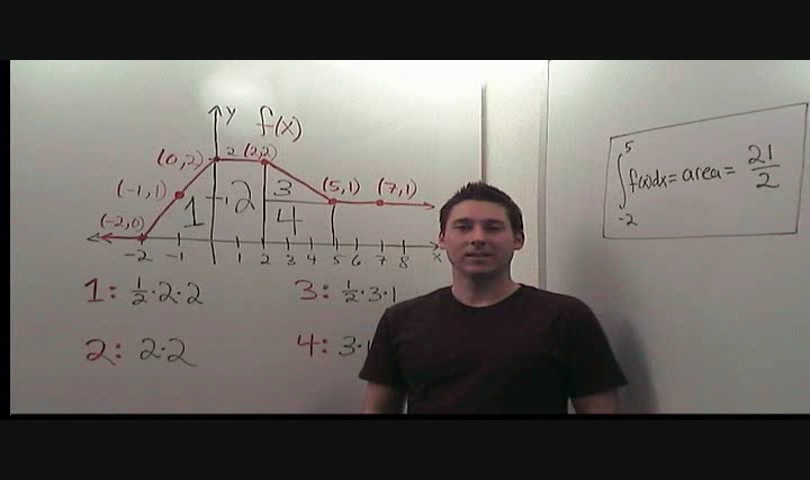 y
f(x)
(0,2) 2 (2,2)
(-1,1) 1 2 3 (5,1) (7,1)
(-2,0) 4
-2 -1 1 2 3 4 5 6 7 8 x
1: 1/2·2·2 3: 1/2·3·1
2: 2·2 4: 3·1
∫ from -2 to 5 f(x)dx = area = 21/2